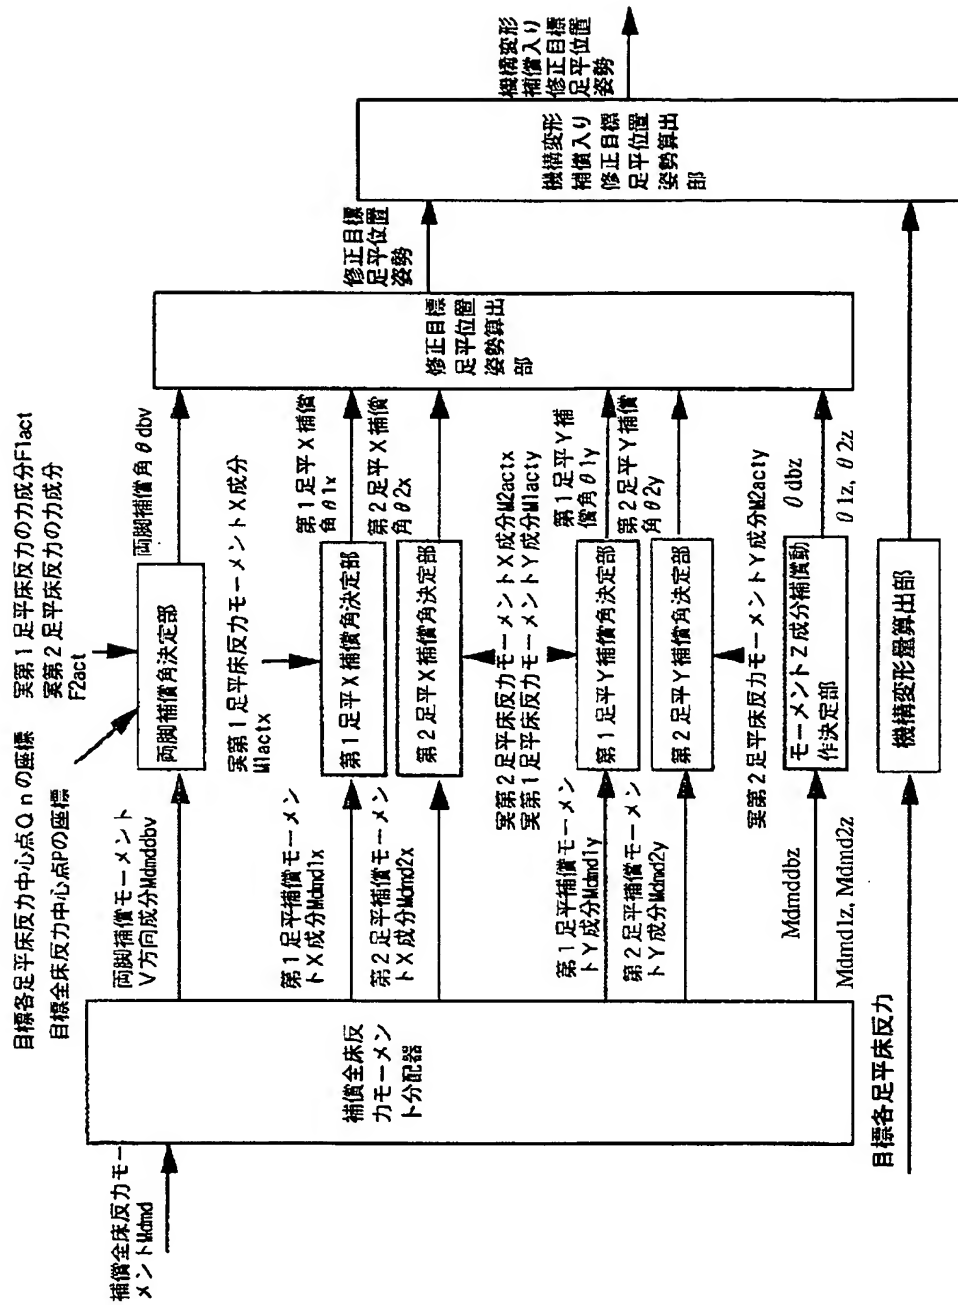 補償全床反力モー
メントMdmd
補償全床反
力モーメン
ト分配器
目標各足平床反力中心点Ｑｎの座標
目標全床反力中心点Pの座標
実第１足平床反力の力成分F1act
実第２足平床反力の力成分
F2act
両脚補償モーメント
V方向成分Mdmddbv
両脚補償角決定部
両脚補償角θdbv
実第１足平床反力モーメントX成分
M1actx
第１足平補償モーメン
トX成分Mdmd1x
第１足平X補償角決定部
第１足平X補償
角θ1x
第２足平補償モーメン
トX成分Mdmd2x
第２足平X補償角決定部
第２足平X補償
角θ2x
実第２足平床反力モーメントX成分M2actx
実第１足平床反力モーメントY成分M1acty
第１足平補償モーメン
トY成分Mdmd1y
第１足平Y補償角決定部
第１足平Y補
償角θ1y
第２足平補償モーメン
トY成分Mdmd2y
第２足平Y補償角決定部
第２足平Y補償
角θ2y
実第２足平床反力モーメントY成分M2acty
Mdmddbz
Mdmd1z, Mdmd2z
モーメントZ成分補償動
作決定部
θdbz
θ1z, θ2z
目標各足平床反力
機構変形量算出部
修正目標
足平位置
姿勢算出
部
修正目標
足平位置
姿勢
機構変形
補償入り
修正目標
足平位置
姿勢算出
部
機構変形
補償入り
修正目標
足平位置
姿勢